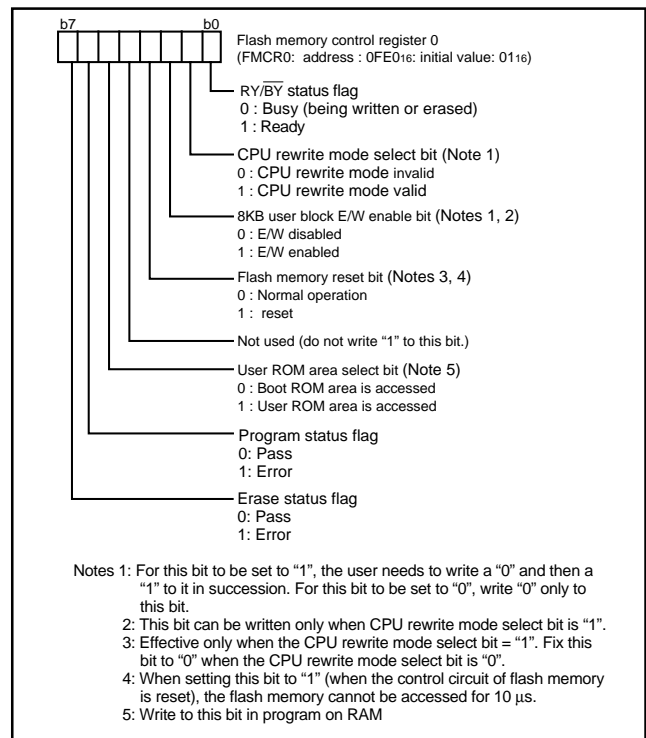 b7 b0
Flash memory control register 0
(FMCR0: address : 0FE016: initial value: 0116)
RY/BY status flag
0 : Busy (being written or erased)
1 : Ready
CPU rewrite mode select bit (Note 1)
0 : CPU rewrite mode invalid
1 : CPU rewrite mode valid
8KB user block E/W enable bit (Notes 1, 2)
0 : E/W disabled
1 : E/W enabled
Flash memory reset bit (Notes 3, 4)
0 : Normal operation
1 : reset
Not used (do not write “1” to this bit.)
User ROM area select bit (Note 5)
0 : Boot ROM area is accessed
1 : User ROM area is accessed
Program status flag
0: Pass
1: Error
Erase status flag
0: Pass
1: Error
Notes 1: For this bit to be set to “1”, the user needs to write a “0” and then a
“1” to it in succession. For this bit to be set to “0”, write “0” only to
this bit.
2: This bit can be written only when CPU rewrite mode select bit is “1”.
3: Effective only when the CPU rewrite mode select bit = “1”. Fix this
bit to “0” when the CPU rewrite mode select bit is “0”.
4: When setting this bit to “1” (when the control circuit of flash memory
is reset), the flash memory cannot be accessed for 10 µs.
5: Write to this bit in program on RAM